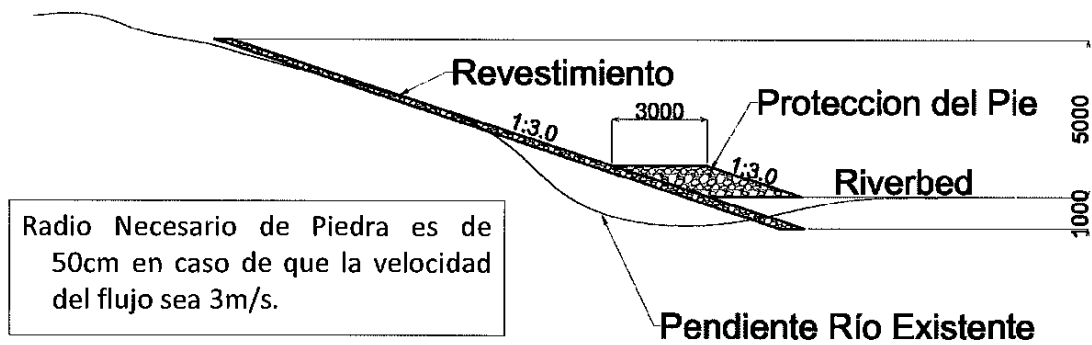 Revestimiento
1:3.0
3000
Proteccion del Pie
1:3.0
5000
Riverbed
1000
Radio Necesario de Piedra es de
50cm en caso de que la velocidad
del flujo sea 3m/s.
Pendiente Río Existente